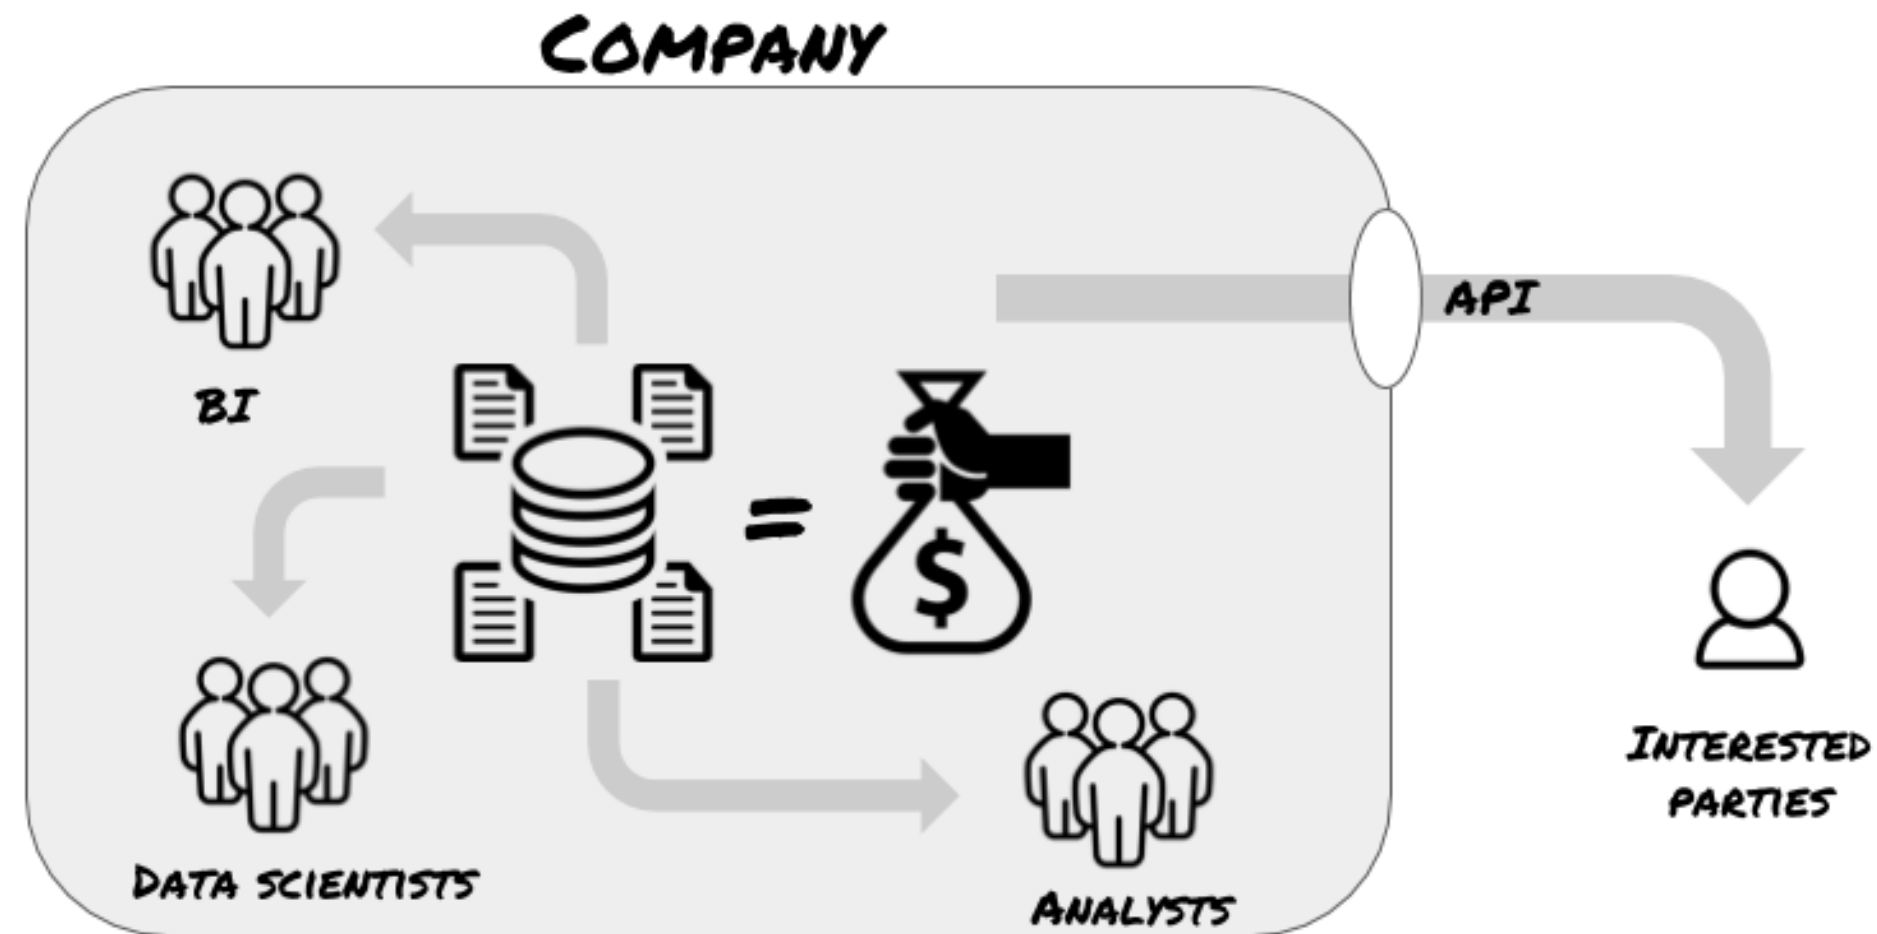 COMPANY
API
BI
=
$
INTERESTED
PARTIES
DATA SCIENTISTS
ANALYSTS